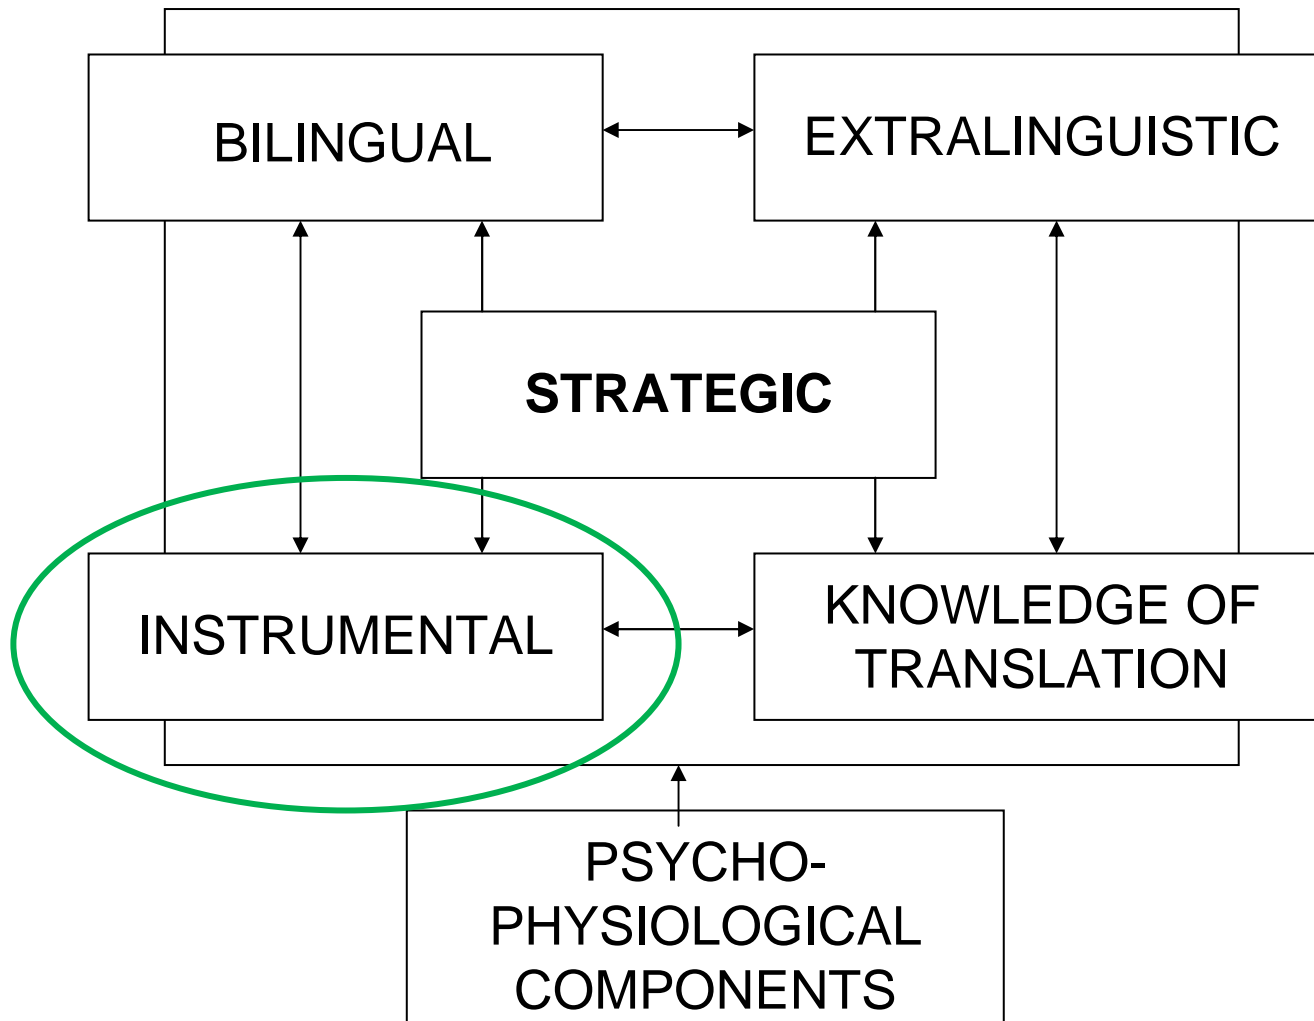 BILINGUAL
EXTRALINGUISTIC
STRATEGIC
INSTRUMENTAL
KNOWLEDGE OF
TRANSLATION
PSYCHO-
PHYSIOLOGICAL
COMPONENTS